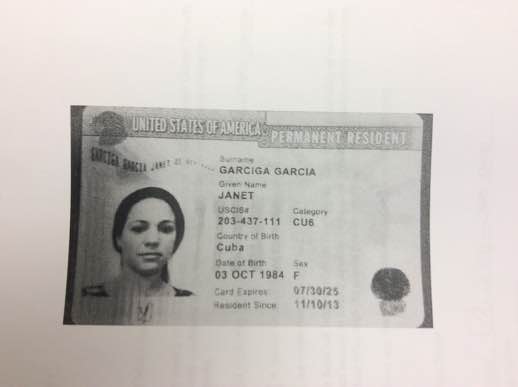 UNITED STATES OF AMERICA
PERMANENT RESIDENT
GARCIGA GARCIA JANET
Surname
GARCIGA GARCIA
Given Name
JANET
USCIS# Category
203-437-111 CU6
Country of Birth
Cuba
Date of Birth Sex
03 OCT 1984 F
Card Expires: 07/30/25
Resident Since: 11/10/13